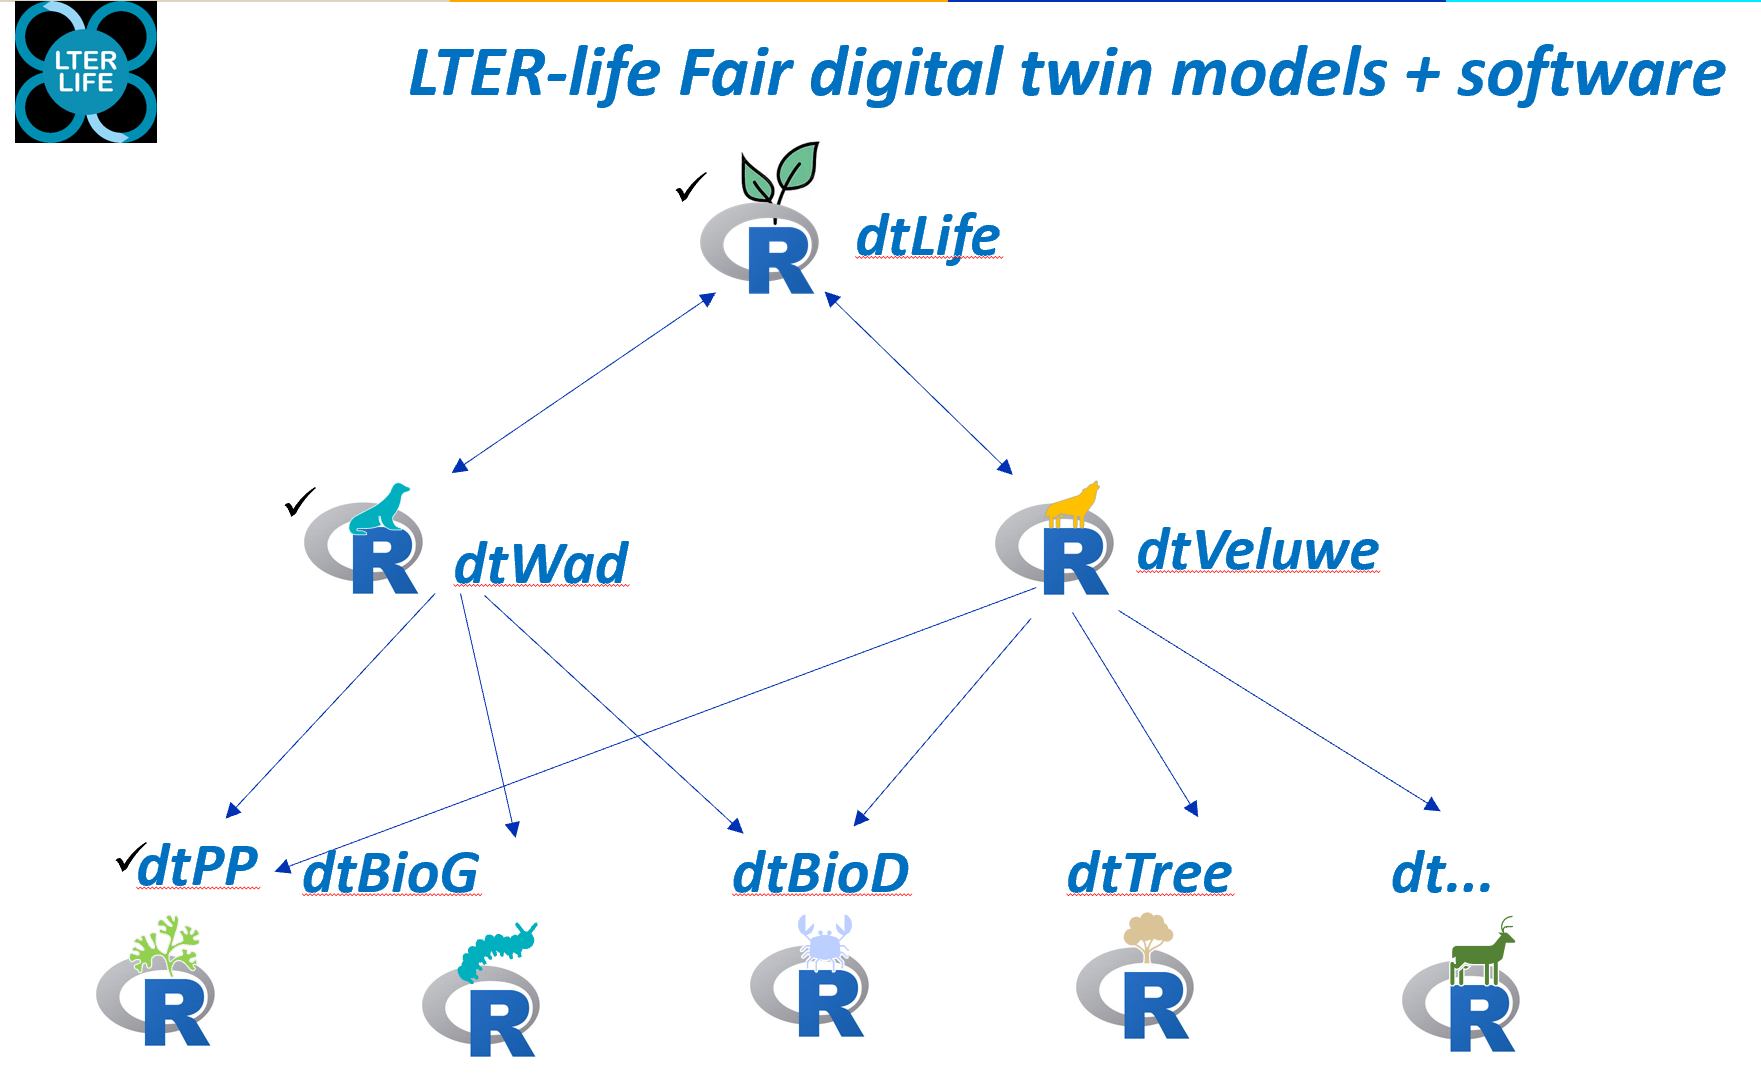 LTER
LIFE
LTER-life Fair digital twin models + software
R
dtLife
R
dtWad
R
dtVeluwe
dtPP
dtBioG
dtBioD
dtTree
dt...
R
R
R
R
R